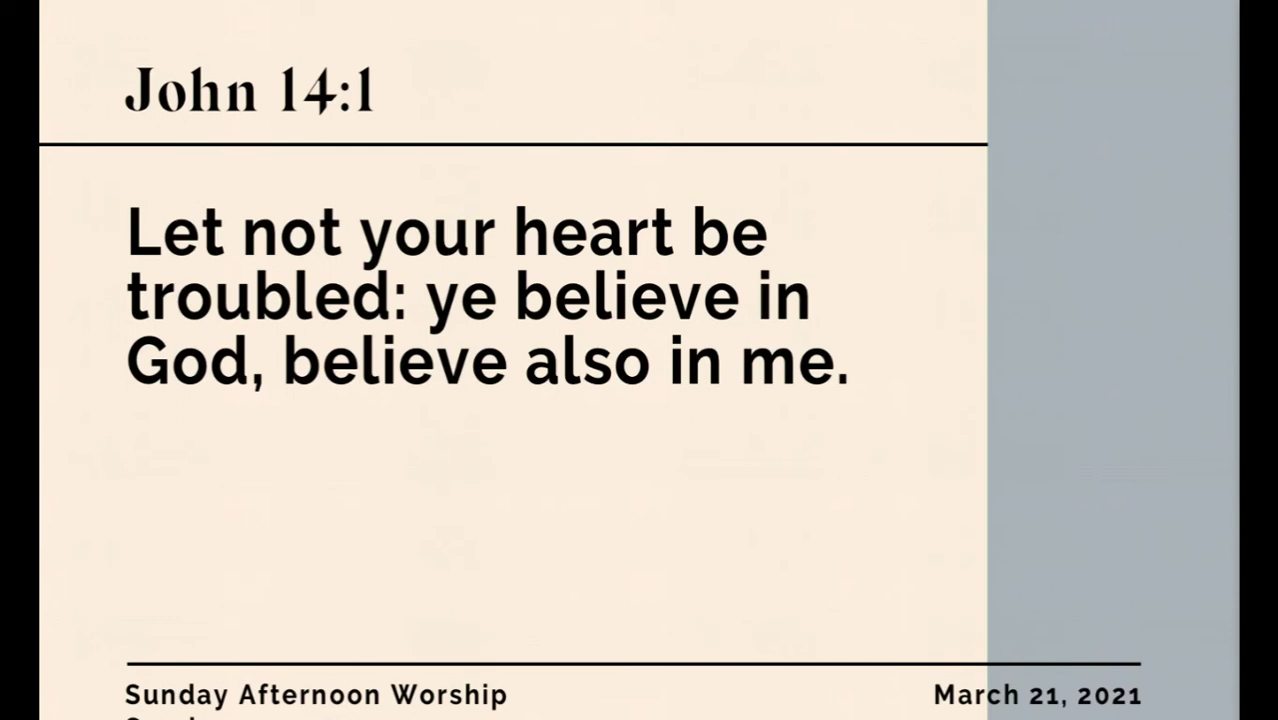 John 14:1
Let not your heart be
troubled: ye believe in
God, believe also in me.
Sunday Afternoon Worship
March 21, 2021